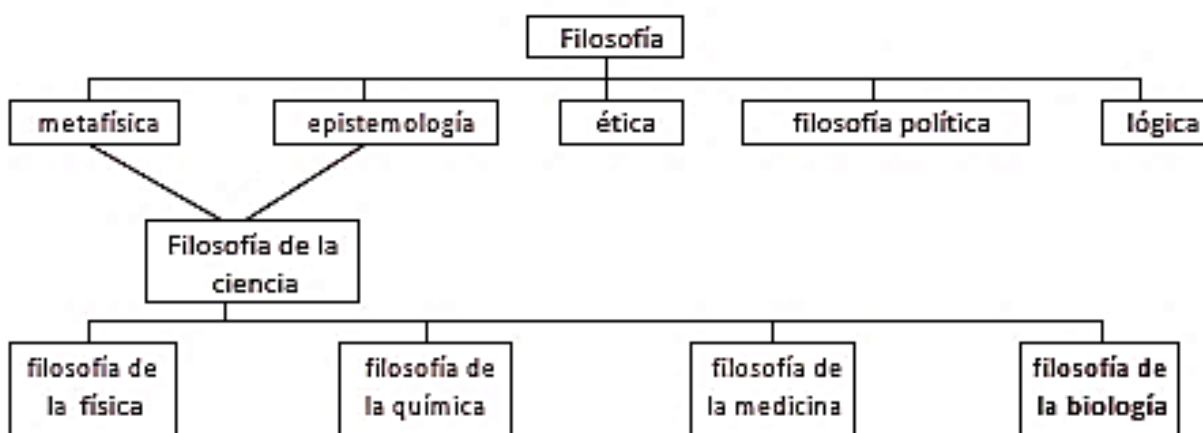 Filosofía
metafísica
epistemología
ética
filosofía política
lógica
Filosofía de la
ciencia
filosofía de
la física
filosofía de
la química
filosofía de
la medicina
filosofía de
la biología